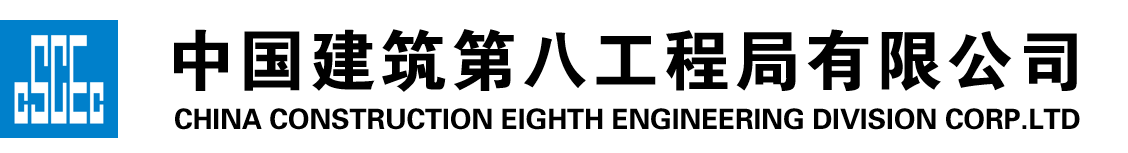 CSCEC
中国建筑第八工程局有限公司
CHINA CONSTRUCTION EIGHTH ENGINEERING DIVISION CORP.LTD